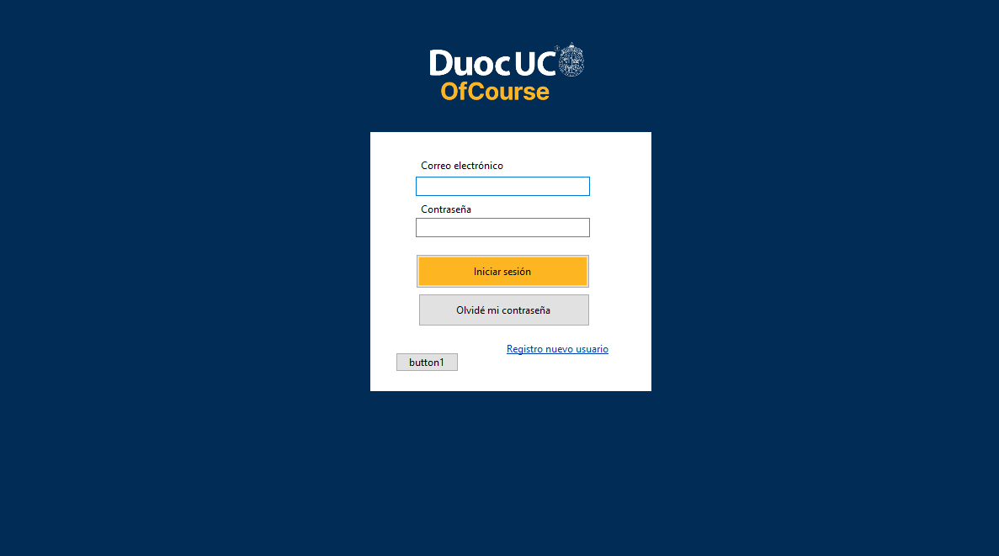 Duoc UC
OfCourse
Correo electrónico
Contraseña
Iniciar sesión
Olvidé mi contraseña
Registro nuevo usuario
button1